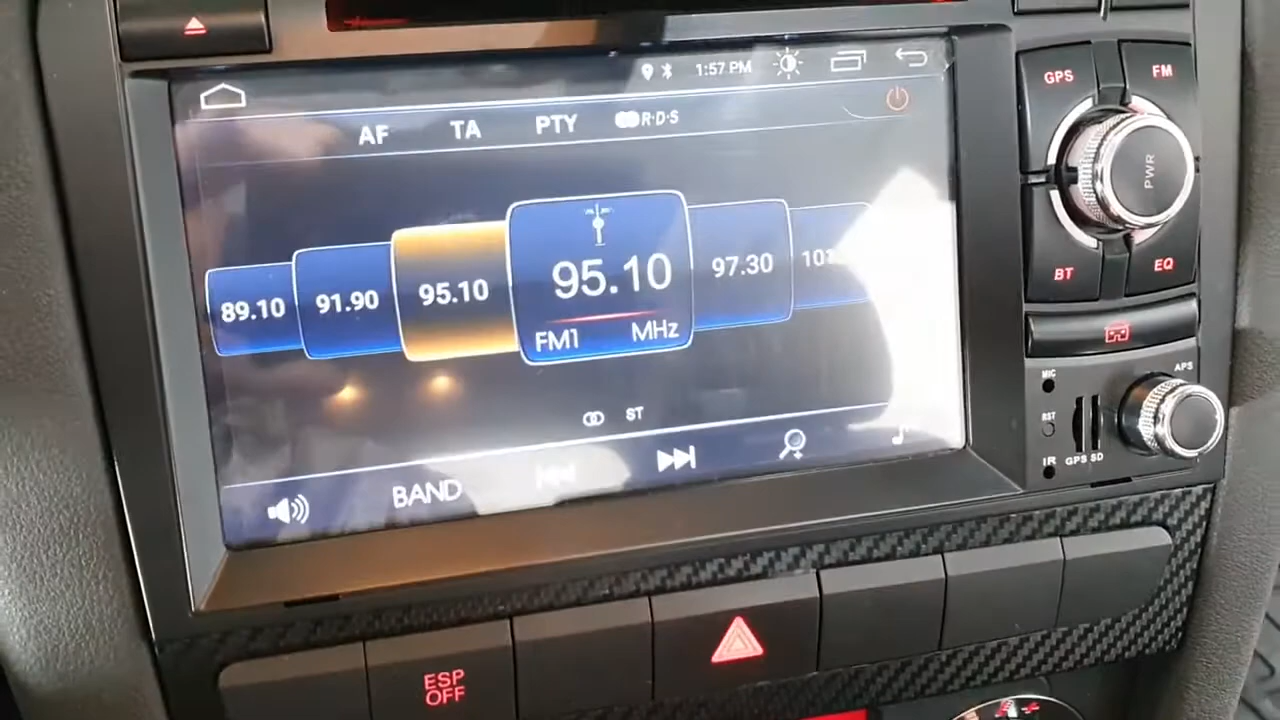 1:57 PM
AF TA PTY R·D·S
89.10 91.90 95.10 95.10 97.30
FM1 MHz
ST
BAND
GPS FM
PWR
BT EQ
MIC APS
RST
IR GPS SD
ESP
OFF